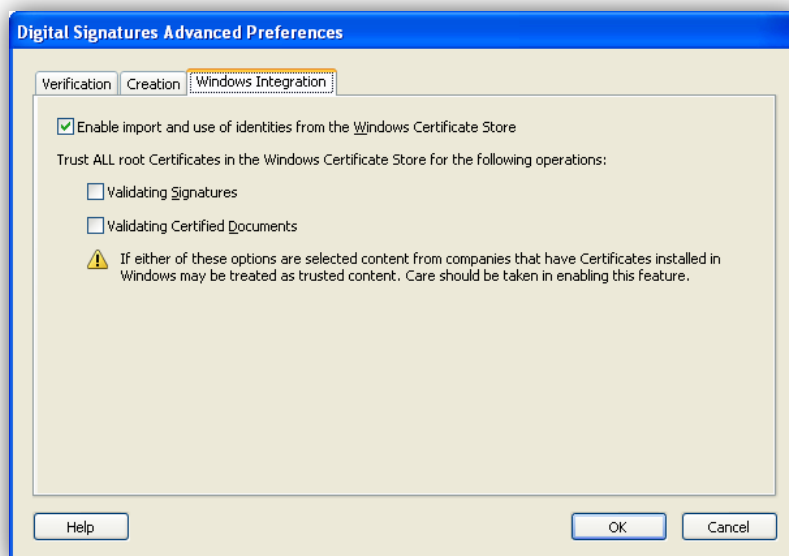 Digital Signatures Advanced Preferences
Verification Creation Windows Integration
Enable import and use of identities from the Windows Certificate Store
Trust ALL root Certificates in the Windows Certificate Store for the following operations:
Validating Signatures
Validating Certified Documents
If either of these options are selected content from companies that have Certificates installed in
Windows may be treated as trusted content. Care should be taken in enabling this feature.
Help OK Cancel